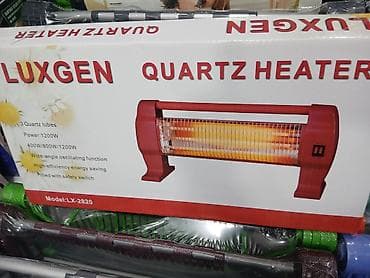 QUARTZ HEATER
LUXGEN
LUXGEN QUARTZ HEATER
3 Quartz tubes
Power:1200W
400W/800W/1200W
Wide-angle oscillating function
High-efficiency energy saving
Fitted with safety switch
Model:LX-2820